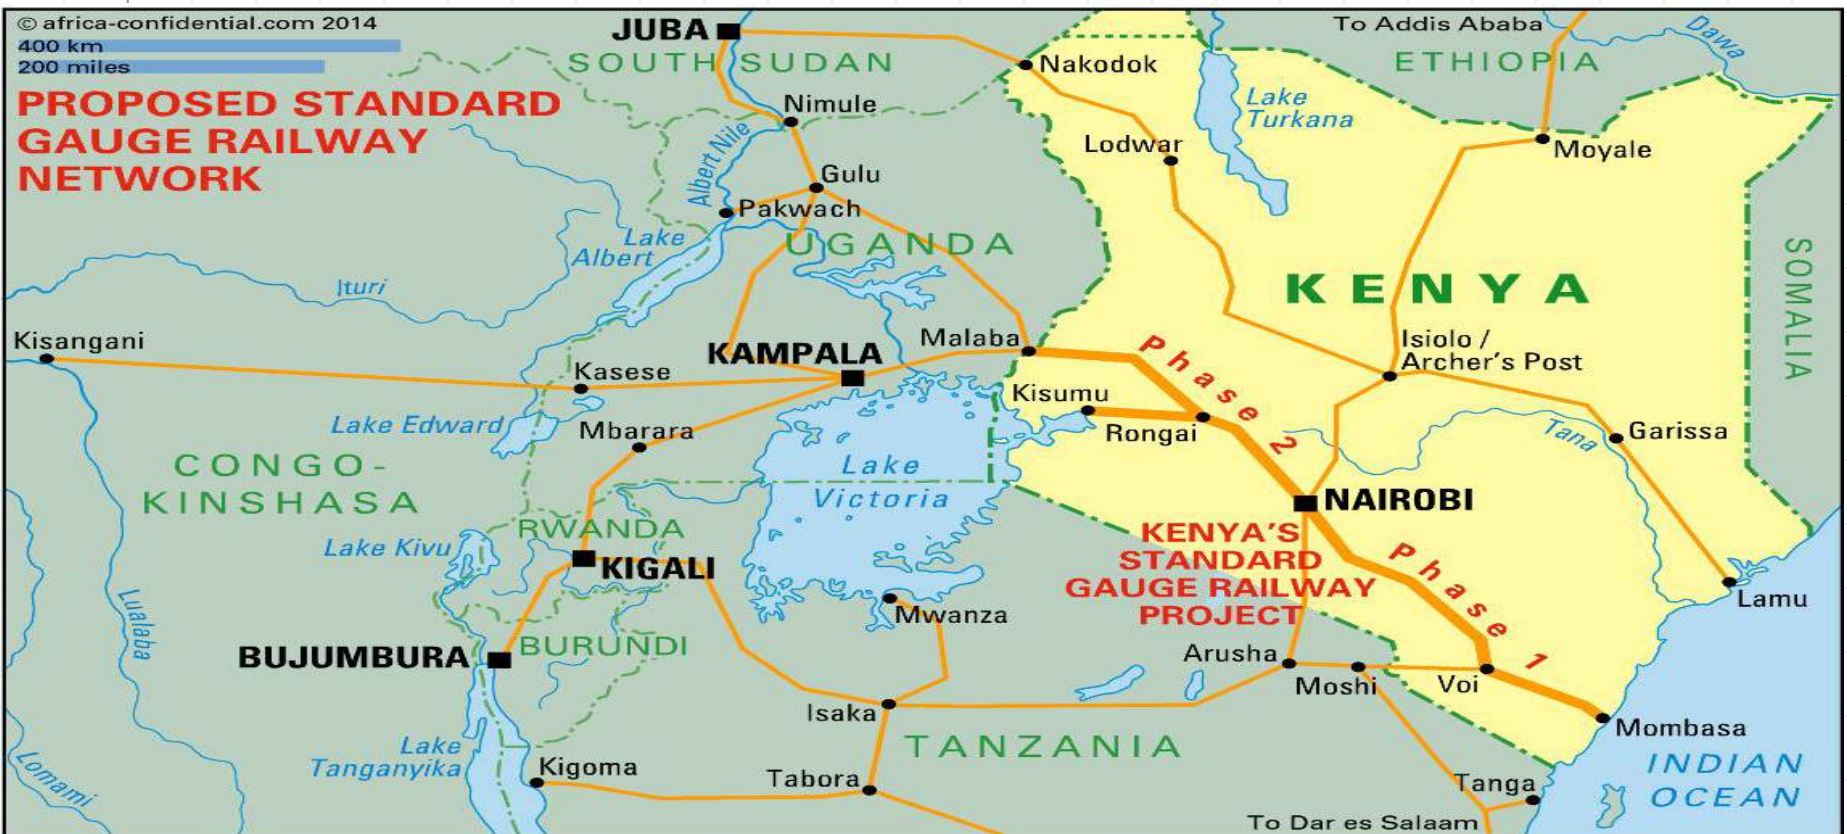 © africa-confidential.com 2014
400 km
200 miles
PROPOSED STANDARD
GAUGE RAILWAY
NETWORK
JUBA
SOUTH SUDAN
Nakodok
To Addis Ababa
ETHIOPIA
Dawa
Nimule
Lake
Turkana
Albert Nile
Lodwar
Moyale
Gulu
Pakwach
Lake
Albert
UGANDA
KENYA
SOMALIA
Ituri
Kisangani
Kasese
KAMPALA
Malaba
Phase 2
Isiolo /
Archer's Post
Kisumu
Rongai
Lake Edward
Mbarara
Tana
Garissa
CONGO-
KINSHASA
Lake
Victoria
NAIROBI
RWANDA
Lake Kivu
KIGALI
KENYA'S
STANDARD
GAUGE RAILWAY
PROJECT
Phase 1
Lualaba
Mwanza
Lamu
BUJUMBURA
BURUNDI
Arusha
Moshi
Voi
Isaka
Mombasa
TANZANIA
Lake
Tanganyika
Kigoma
Tabora
Lomami
Tanga
INDIAN
OCEAN
To Dar es Salaam